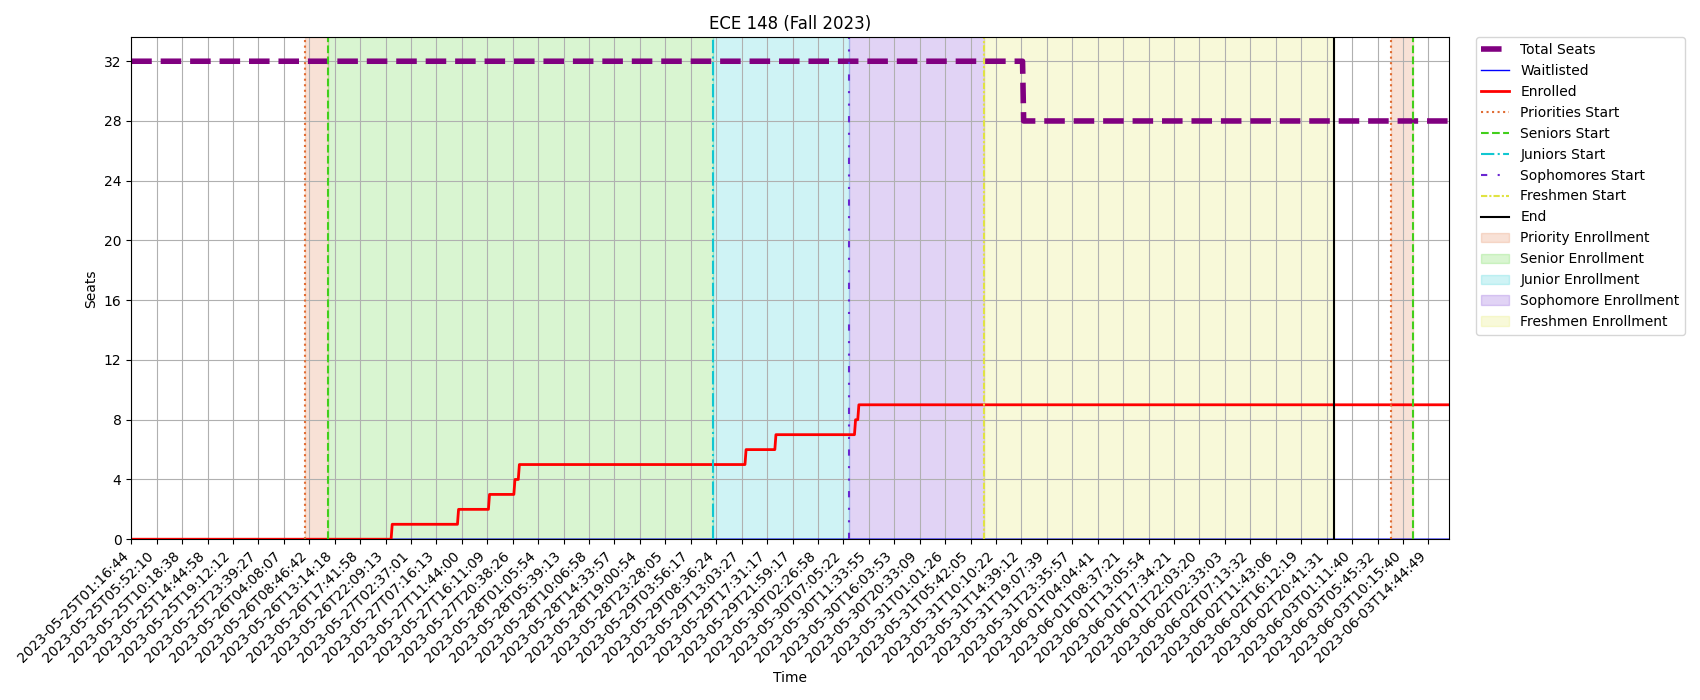 ECE 148 (Fall 2023)
Seats
32
28
24
20
16
12
8
4
0
2023-05-25T01:16:44
2023-05-25T05:52:10
2023-05-25T10:18:38
2023-05-25T14:44:58
2023-05-25T19:12:12
2023-05-25T23:39:27
2023-05-26T04:08:07
2023-05-26T08:46:42
2023-05-26T13:14:18
2023-05-26T17:41:58
2023-05-26T22:09:13
2023-05-27T02:37:01
2023-05-27T07:16:13
2023-05-27T11:44:00
2023-05-27T16:11:09
2023-05-27T20:38:26
2023-05-28T01:05:54
2023-05-28T05:39:13
2023-05-28T10:06:58
2023-05-28T14:33:57
2023-05-28T19:00:54
2023-05-28T23:28:05
2023-05-29T03:56:17
2023-05-29T08:36:24
2023-05-29T13:03:27
2023-05-29T17:31:17
2023-05-29T21:59:17
2023-05-30T02:26:58
2023-05-30T07:05:22
2023-05-30T11:33:55
2023-05-30T16:03:53
2023-05-30T20:33:09
2023-05-31T01:01:26
2023-05-31T05:42:05
2023-05-31T10:10:22
2023-05-31T14:39:12
2023-05-31T19:07:39
2023-05-31T23:35:57
2023-06-01T04:04:41
2023-06-01T08:37:21
2023-06-01T13:05:54
2023-06-01T17:34:21
2023-06-01T22:03:20
2023-06-02T02:33:03
2023-06-02T07:13:32
2023-06-02T11:43:06
2023-06-02T16:12:19
2023-06-02T20:41:31
2023-06-03T01:11:40
2023-06-03T05:45:32
2023-06-03T10:15:40
2023-06-03T14:44:49
Time
Total Seats
Waitlisted
Enrolled
Priorities Start
Seniors Start
Juniors Start
Sophomores Start
Freshmen Start
End
Priority Enrollment
Senior Enrollment
Junior Enrollment
Sophomore Enrollment
Freshmen Enrollment